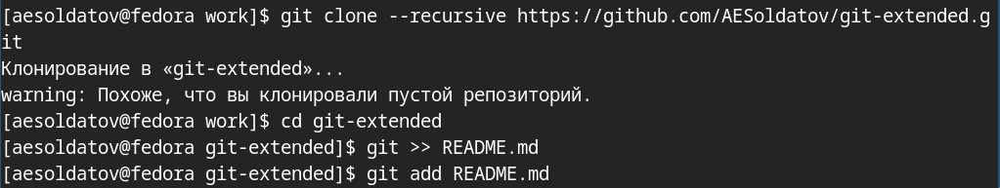 [aesoldatov@fedora work]$ git clone --recursive https://github.com/AESoldatov/git-extended.g
it
Клонирование в «git-extended»...
warning: Похоже, что вы клонировали пустой репозиторий.
[aesoldatov@fedora work]$ cd git-extended
[aesoldatov@fedora git-extended]$ git >> README.md
[aesoldatov@fedora git-extended]$ git add README.md